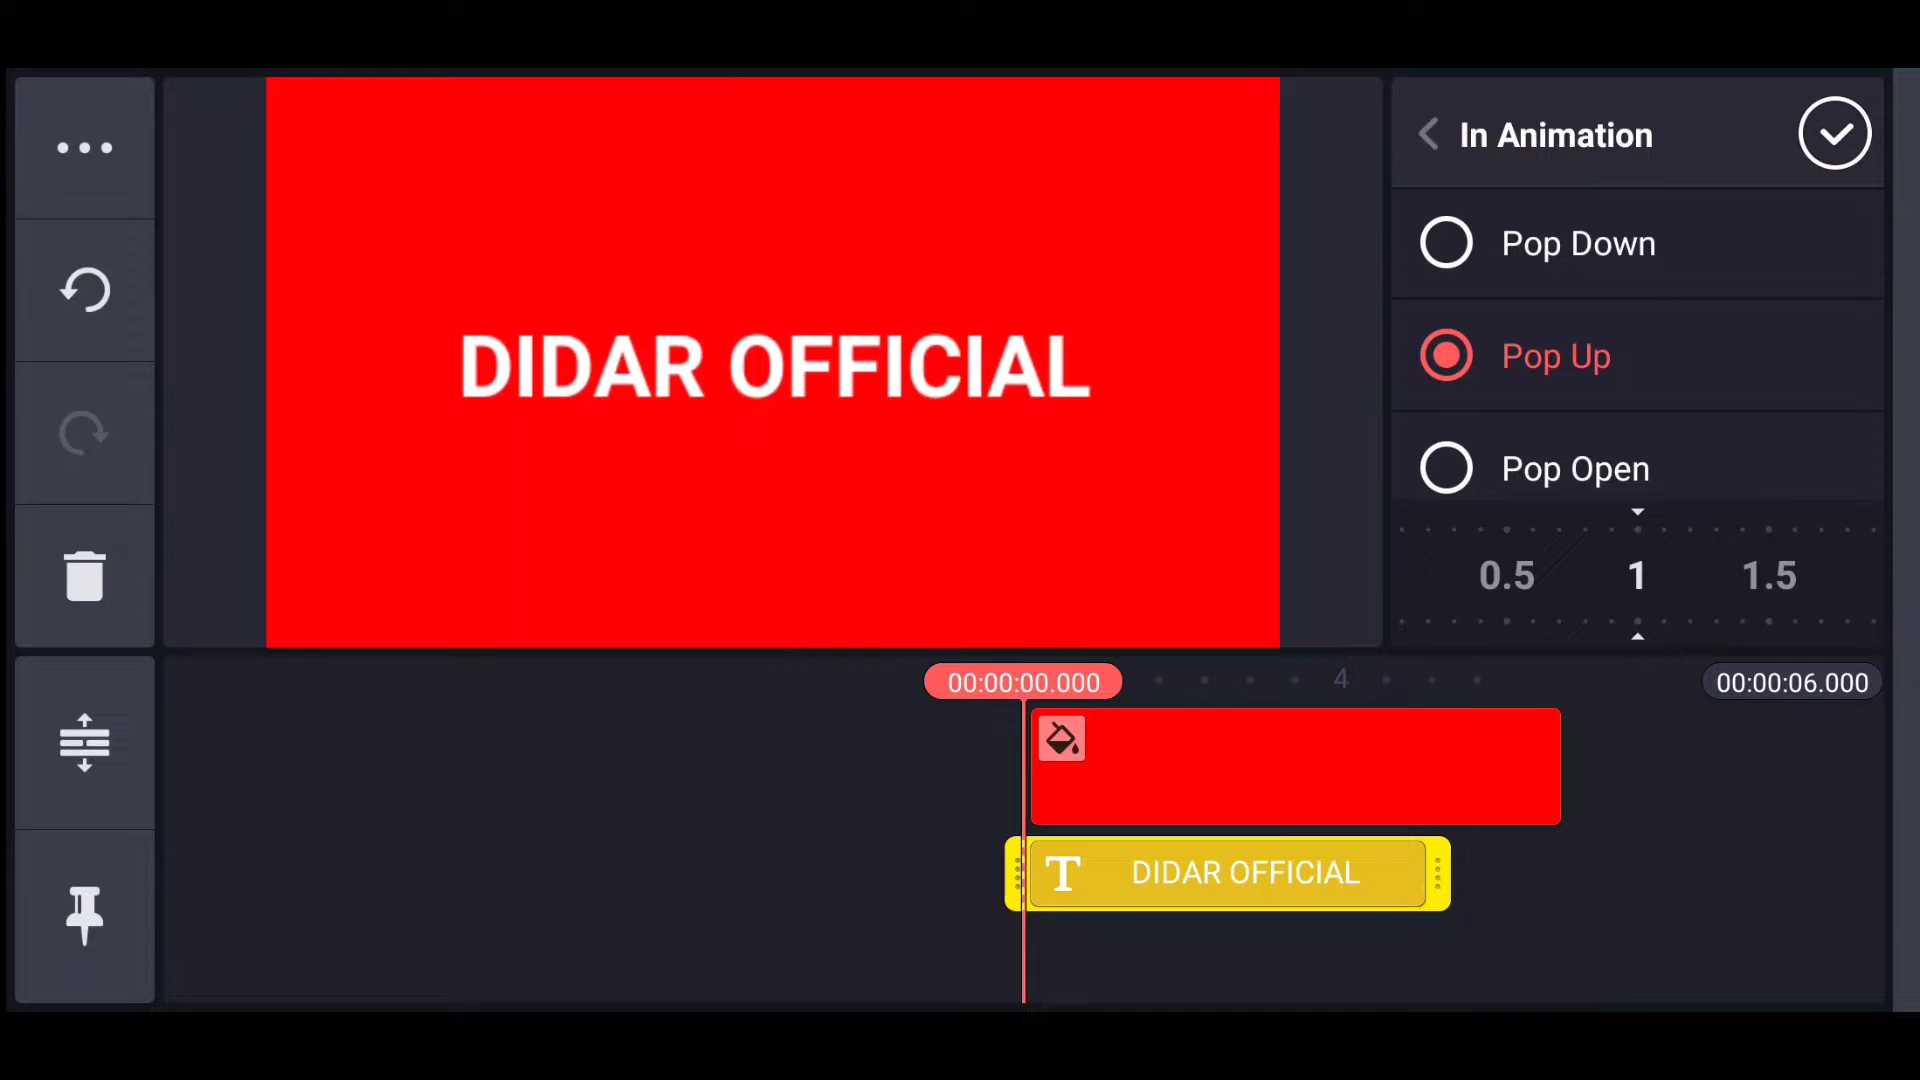 In Animation
Pop Down
DIDAR OFFICIAL
Pop Up
Pop Open
0.5 1 1.5
00:00:00.000 4 00:00:06.000
T DIDAR OFFICIAL